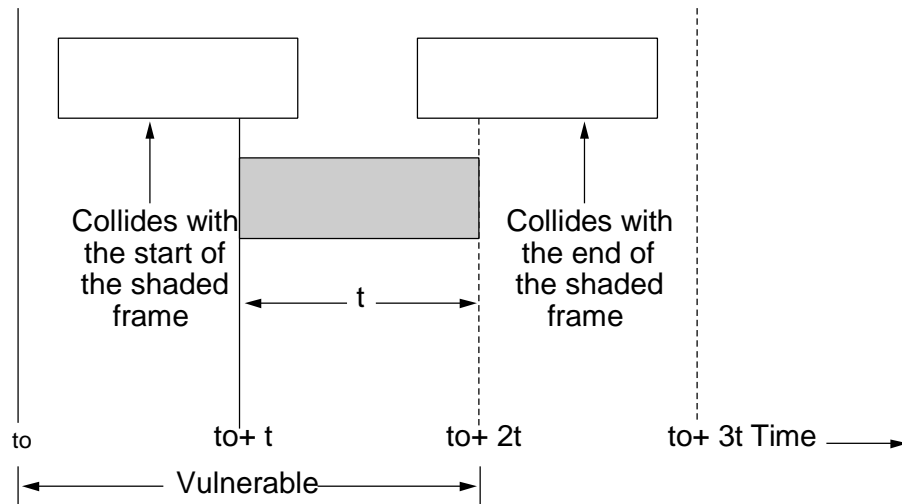 Collides with
the start of
the shaded
frame
Collides with
the end of
the shaded
frame
t
to
to+ t
to+ 2t
to+ 3t Time
Vulnerable